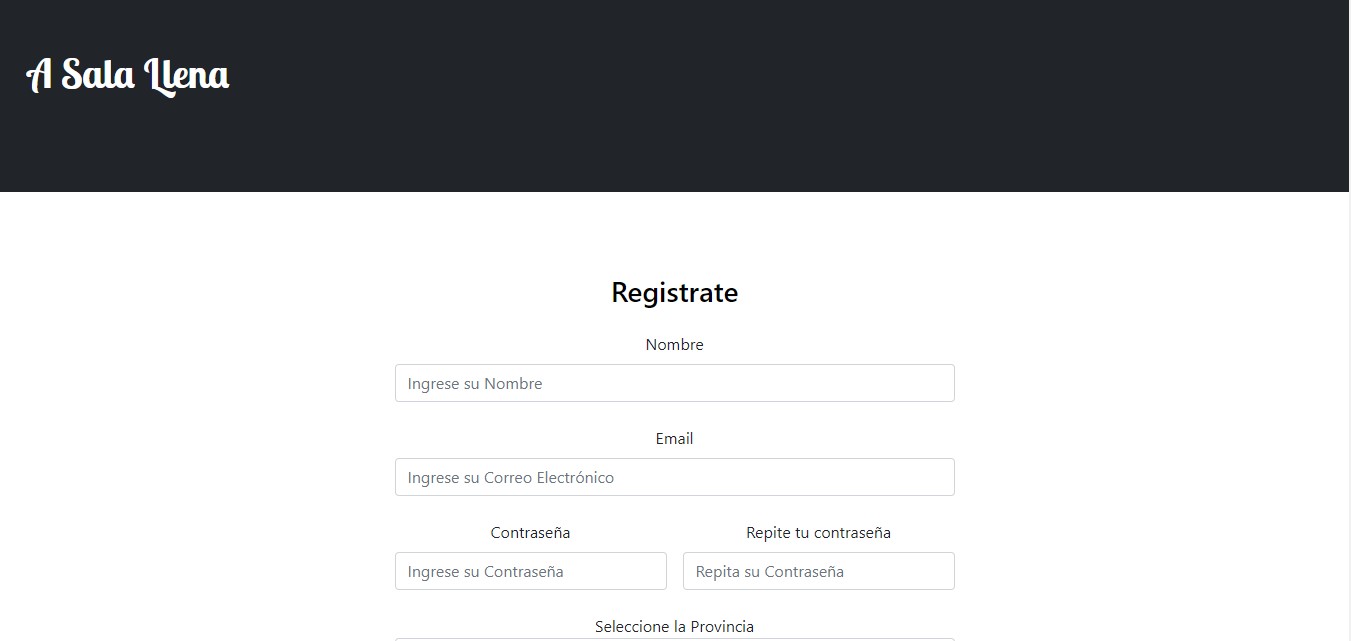 A Sala Llena
Registrate
Nombre
Ingrese su Nombre
Email
Ingrese su Correo Electrónico
Contraseña
Repite tu contraseña
Ingrese su Contraseña
Repita su Contraseña
Seleccione la Provincia